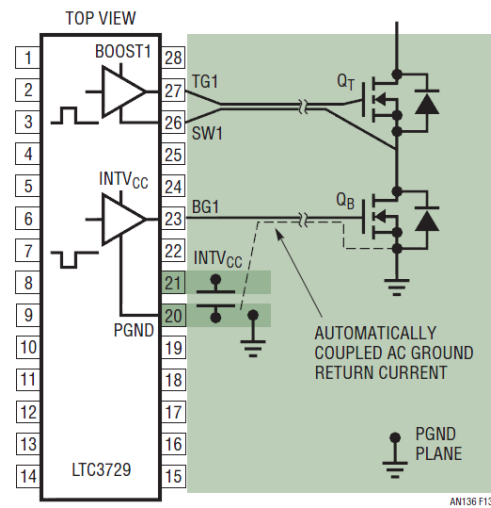 TOP VIEW
BOOST1
1
28
2
27
TG1
QT
3
26
SW1
4
25
5
24
INTVCC
6
23
BG1
QB
7
22
8
21
INTVCC
9
20
PGND
10
19
AUTOMATICALLY
COUPLED AC GROUND
RETURN CURRENT
11
18
12
17
13
16
PGND
PLANE
14
15
LTC3729
AN136 F13